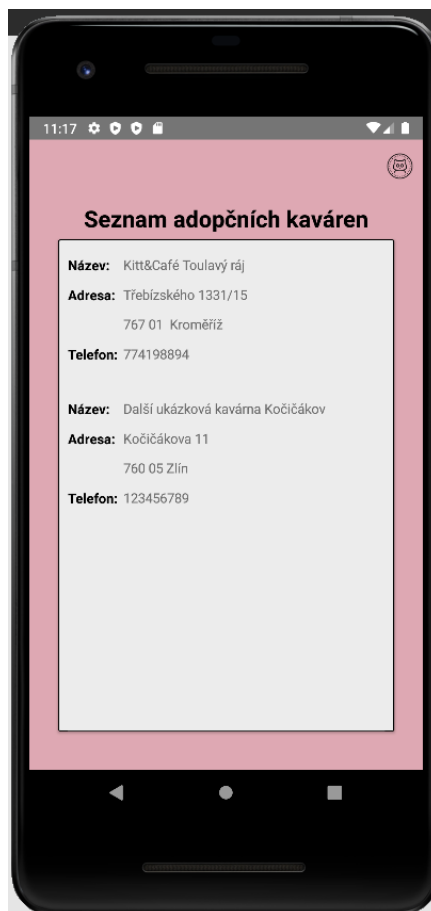 11:17
Seznam adopčních kaváren
Název: Kitt&Café Toulavý ráj
Adresa: Třebízského 1331/15
767 01 Kroměříž
Telefon: 774198894
Název: Další ukázková kavárna Kočičákov
Adresa: Kočičákova 11
760 05 Zlín
Telefon: 123456789